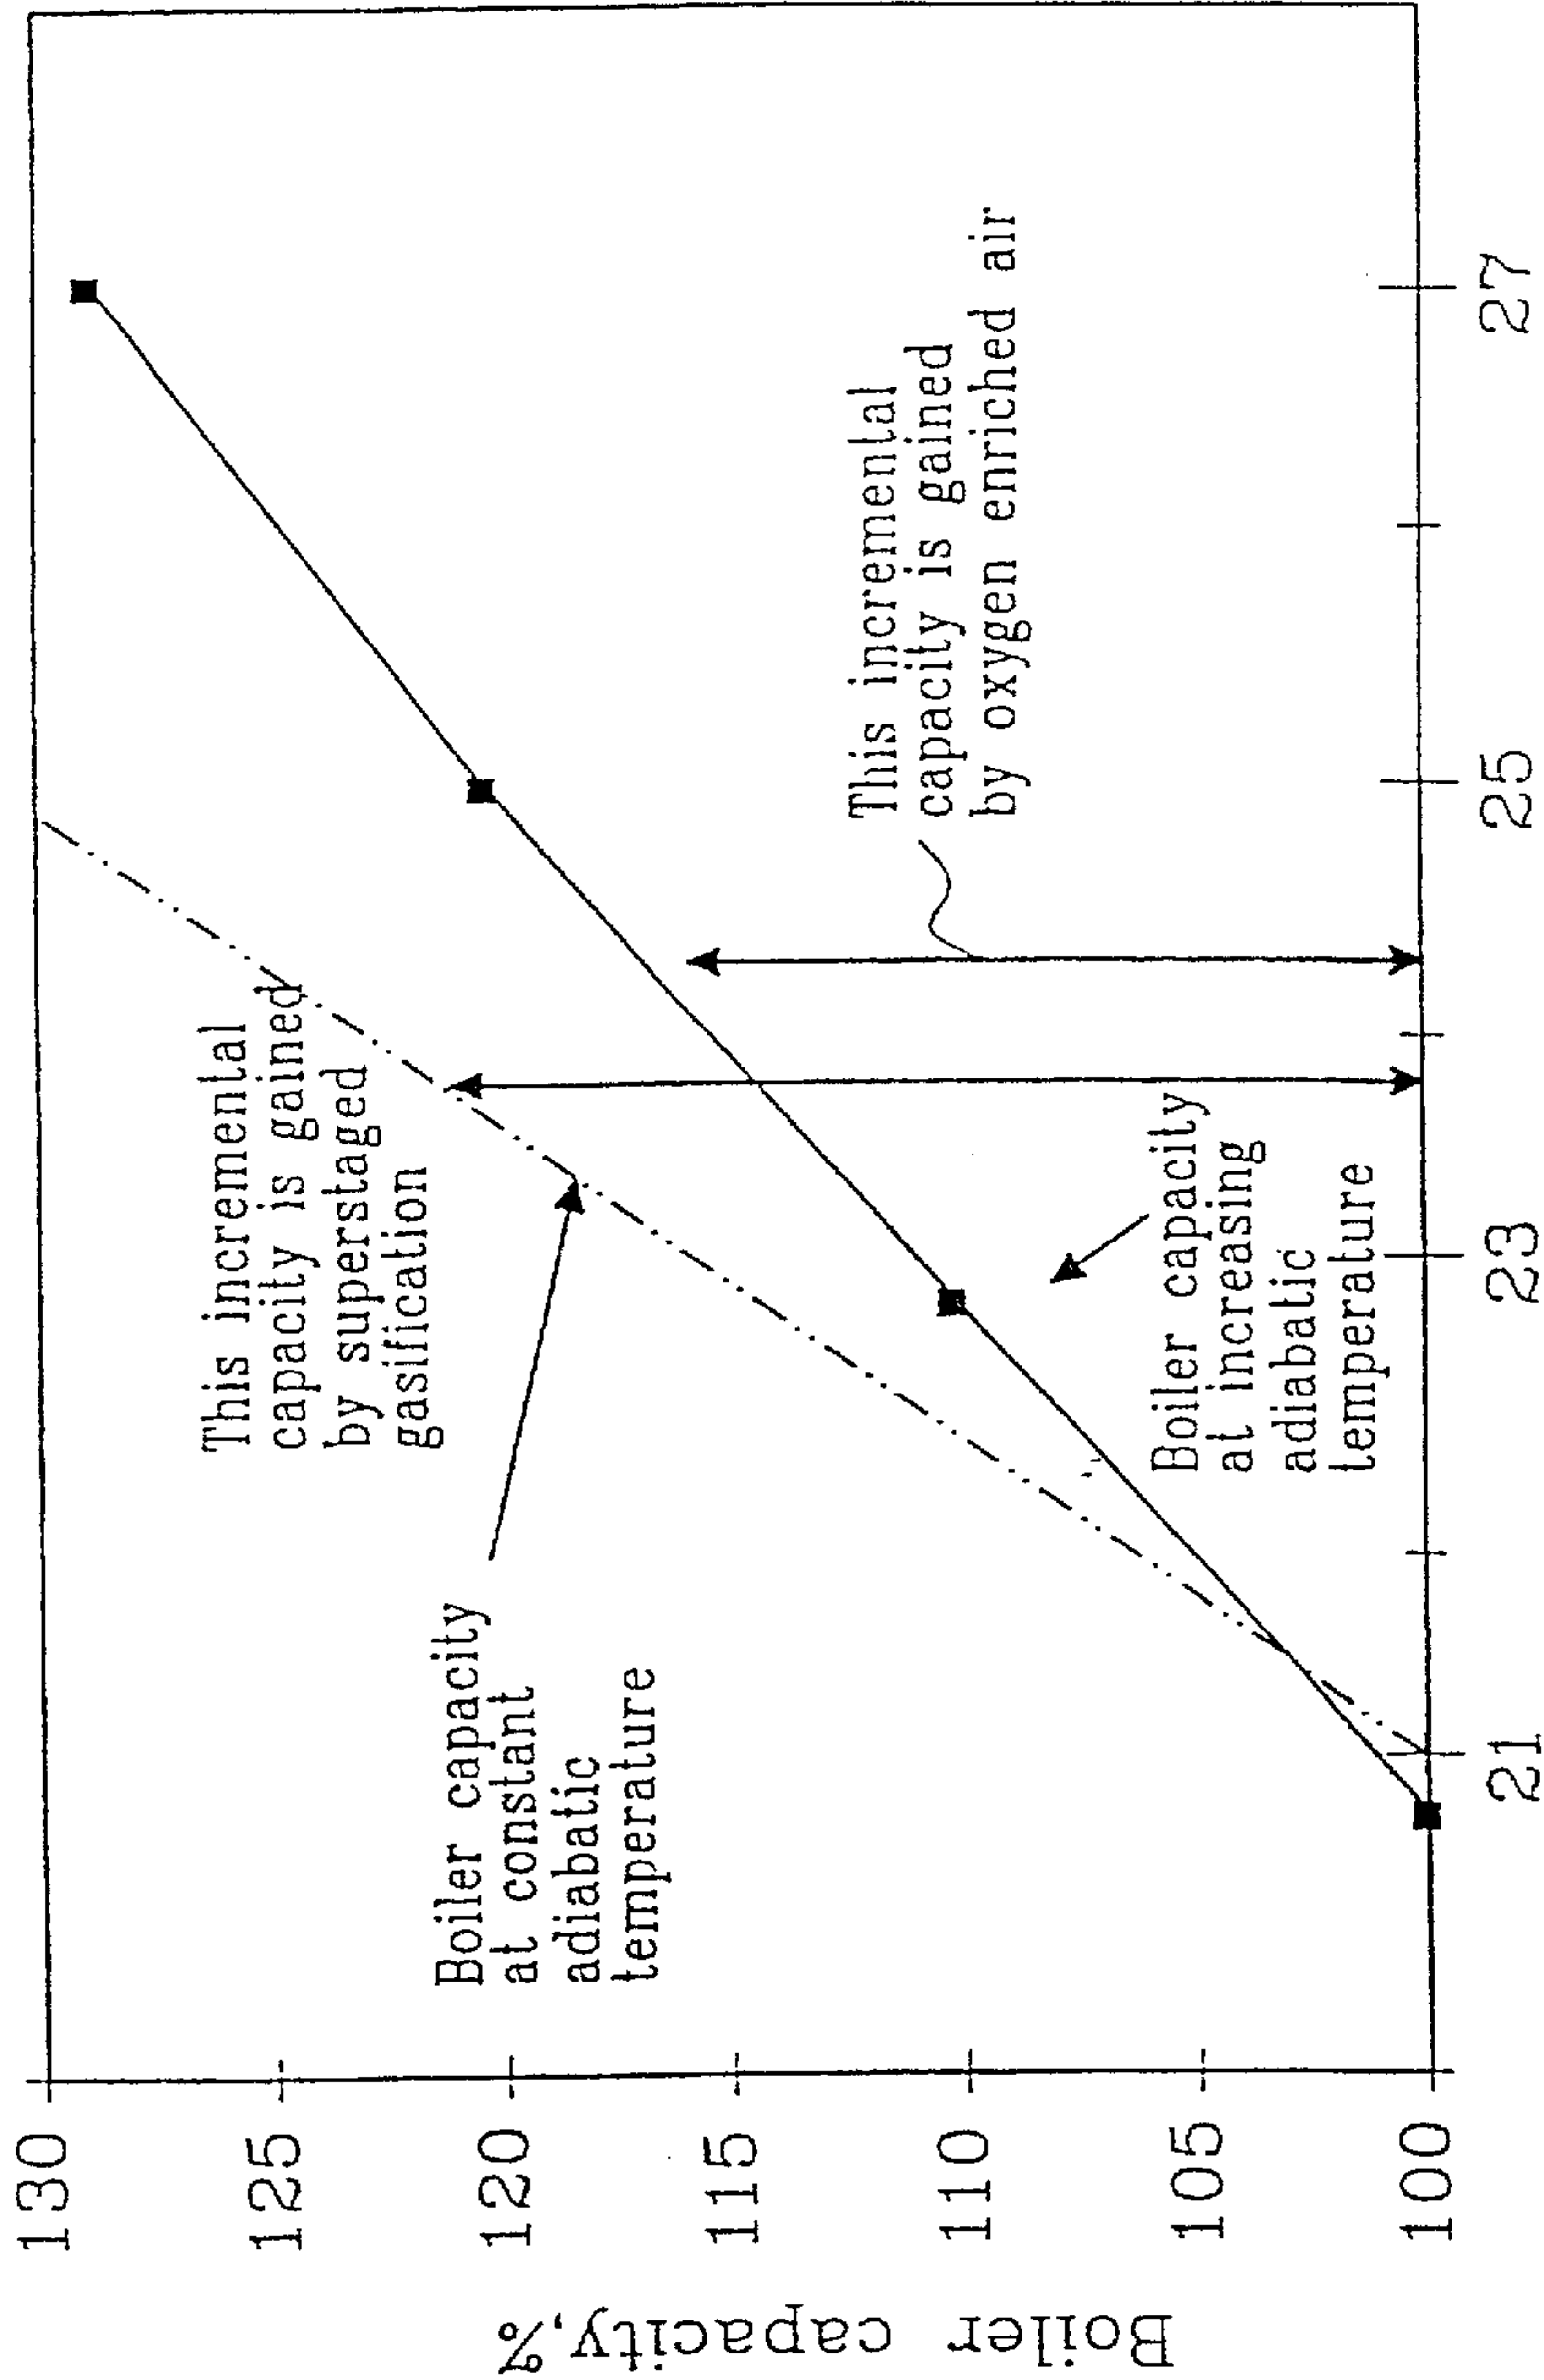 Boiler capacity,%
130
125
120
115
110
105
100
21
23
25
27
This incremental
capacity is gained
by superstaged
gasification
Boiler capacity
at constant
adiabatic
temperature
This incremental
capacity is gained
by oxygen enriched air
Boiler capacity
at increasing
adiabatic
temperature